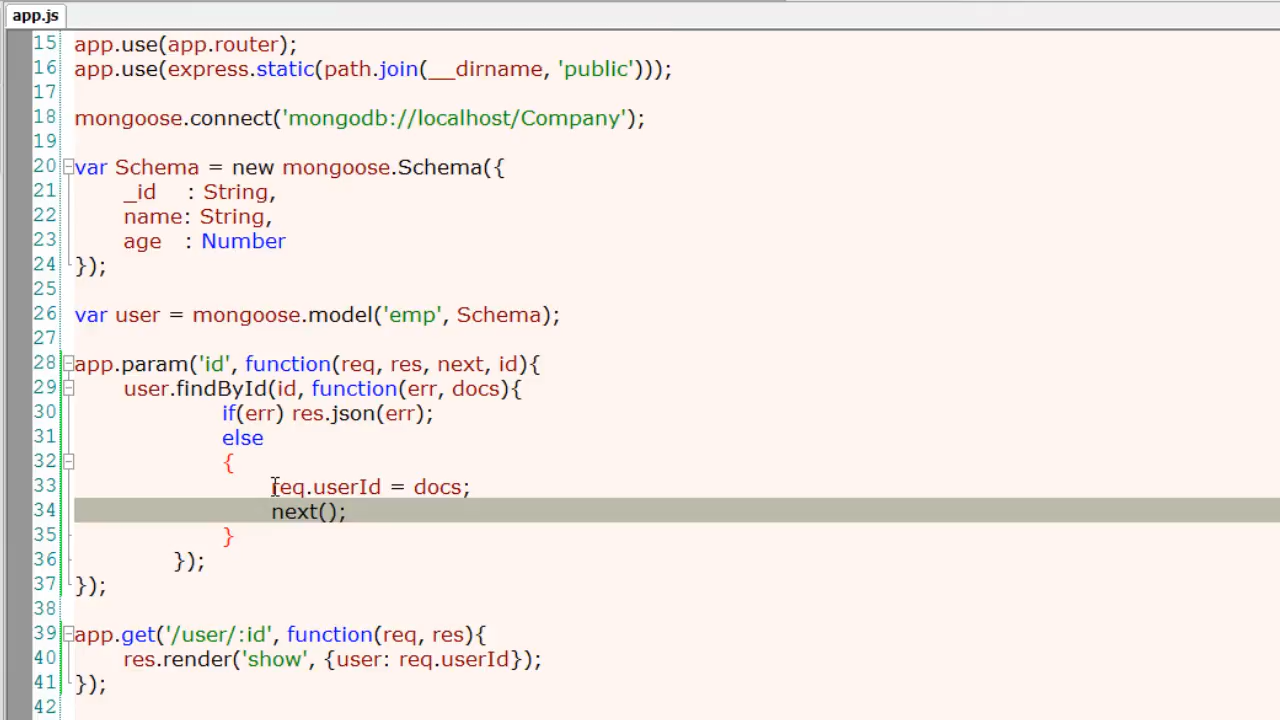 app.js
15 app.use(app.router);
16 app.use(express.static(path.join(__dirname, 'public')));
17
18 mongoose.connect('mongodb://localhost/Company');
19
20 var Schema = new mongoose.Schema({
21 _id : String,
22 name: String,
23 age : Number
24 });
25
26 var user = mongoose.model('emp', Schema);
27
28 app.param('id', function(req, res, next, id){
29 user.findById(id, function(err, docs){
30 if(err) res.json(err);
31 else
32 {
33 req.userId = docs;
34 next();
35 }
36 });
37 });
38
39 app.get('/user/:id', function(req, res){
40 res.render('show', {user: req.userId});
41 });
42